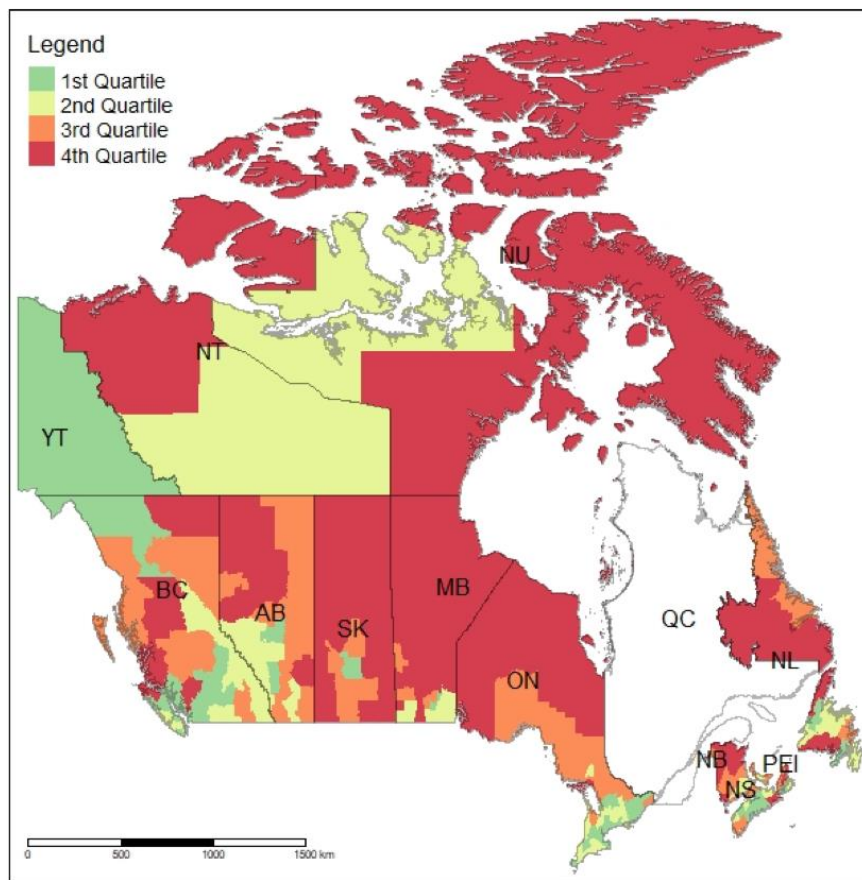 Legend
1st Quartile
2nd Quartile
3rd Quartile
4th Quartile
NU
NT
YT
BC
AB
SK
MB
ON
QC
NL
NB
PEI
NS
0 500 1000 1500 km